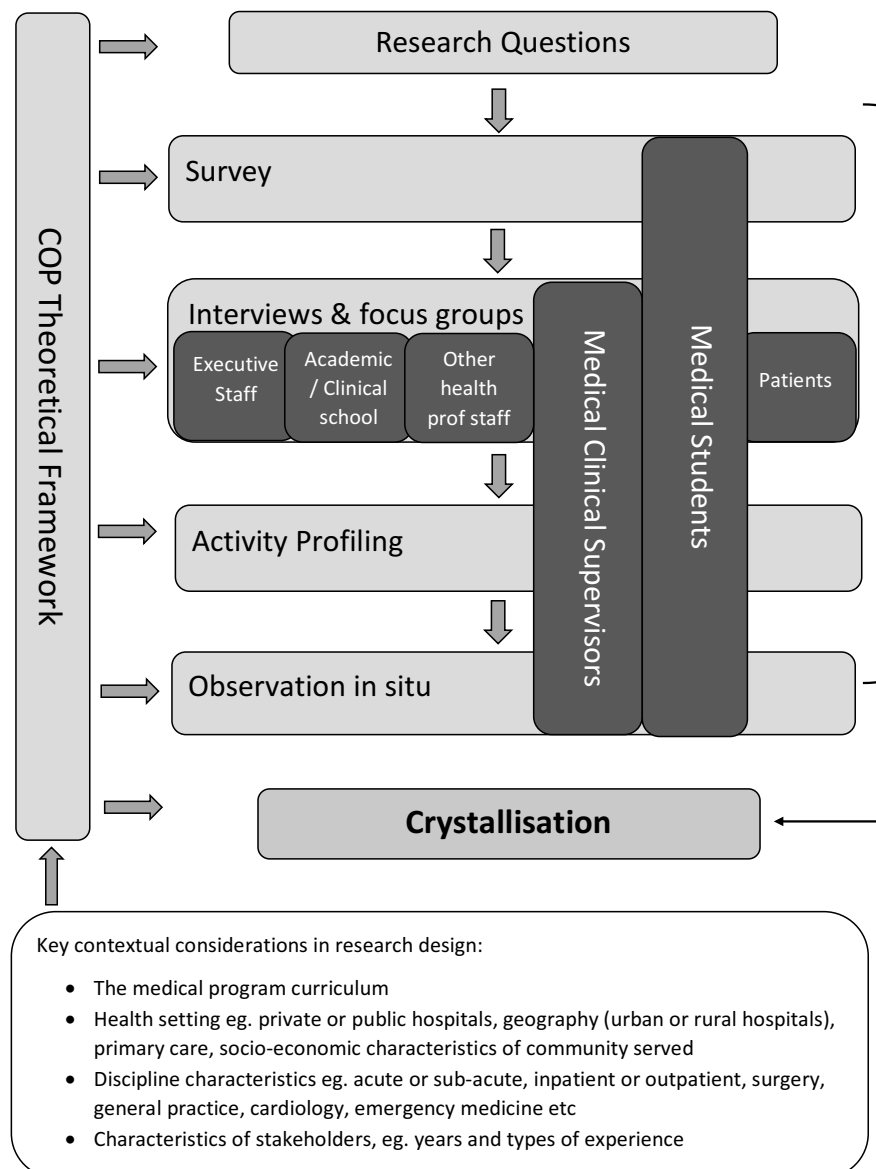 COP Theoretical Framework
Research Questions
Survey
Interviews & focus groups
Executive
Staff
Academic
/ Clinical
school
Other
health
prof staff
Medical Clinical Supervisors
Medical Students
Patients
Activity Profiling
Observation in situ
Crystallisation
Key contextual considerations in research design:
• The medical program curriculum
• Health setting eg. private or public hospitals, geography (urban or rural hospitals),
primary care, socio-economic characteristics of community served
• Discipline characteristics eg. acute or sub-acute, inpatient or outpatient, surgery,
general practice, cardiology, emergency medicine etc
• Characteristics of stakeholders, eg. years and types of experience